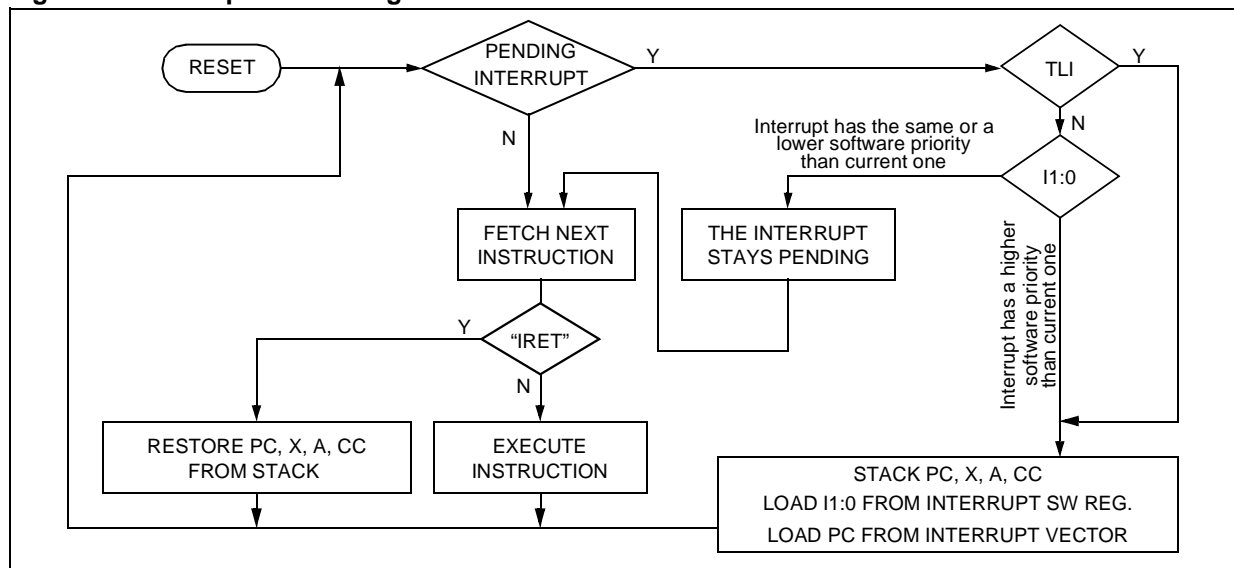 RESET
PENDING
INTERRUPT
Y
TLI
Y
N
N
Interrupt has the same or a
lower software priority
than current one
I1:0
FETCH NEXT
INSTRUCTION
THE INTERRUPT
STAYS PENDING
Interrupt has a higher
software priority
than current one
Y
“IRET”
N
RESTORE PC, X, A, CC
FROM STACK
EXECUTE
INSTRUCTION
STACK PC, X, A, CC
LOAD I1:0 FROM INTERRUPT SW REG.
LOAD PC FROM INTERRUPT VECTOR